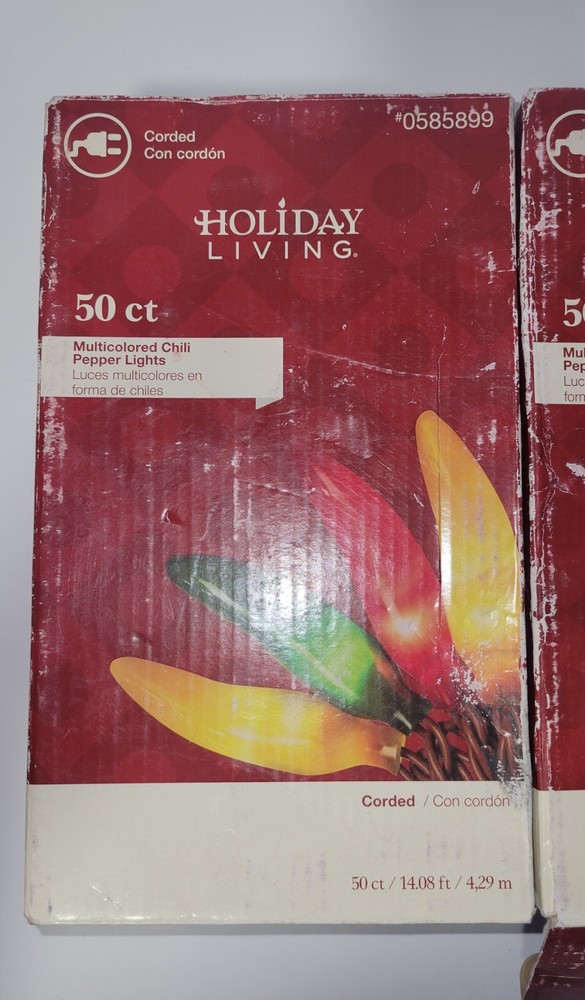 Corded
Con cordón
#0585899
HOLIDAY
LIVING®
50 ct
Multicolored Chili
Pepper Lights
Luces multicolores en
forma de chiles
Corded / Con cordón
50 ct / 14.08 ft / 4,29 m